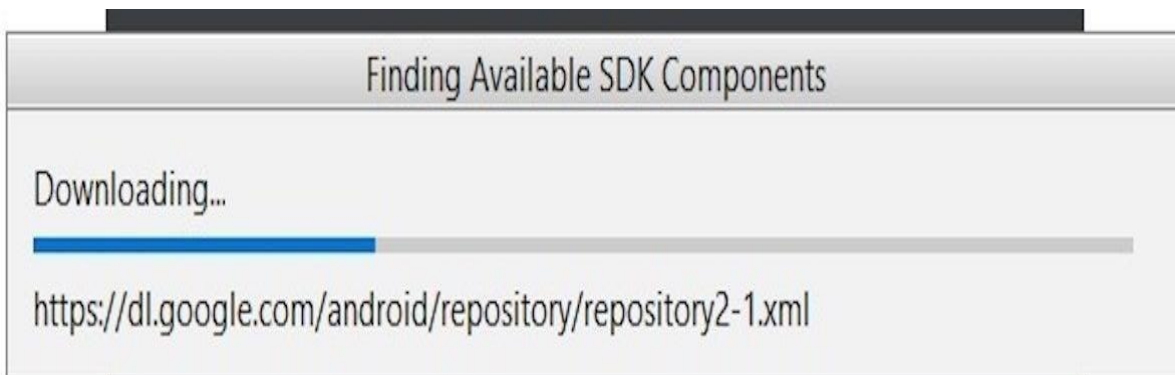 Finding Available SDK Components
Downloading...
https://dl.google.com/android/repository/repository2-1.xml